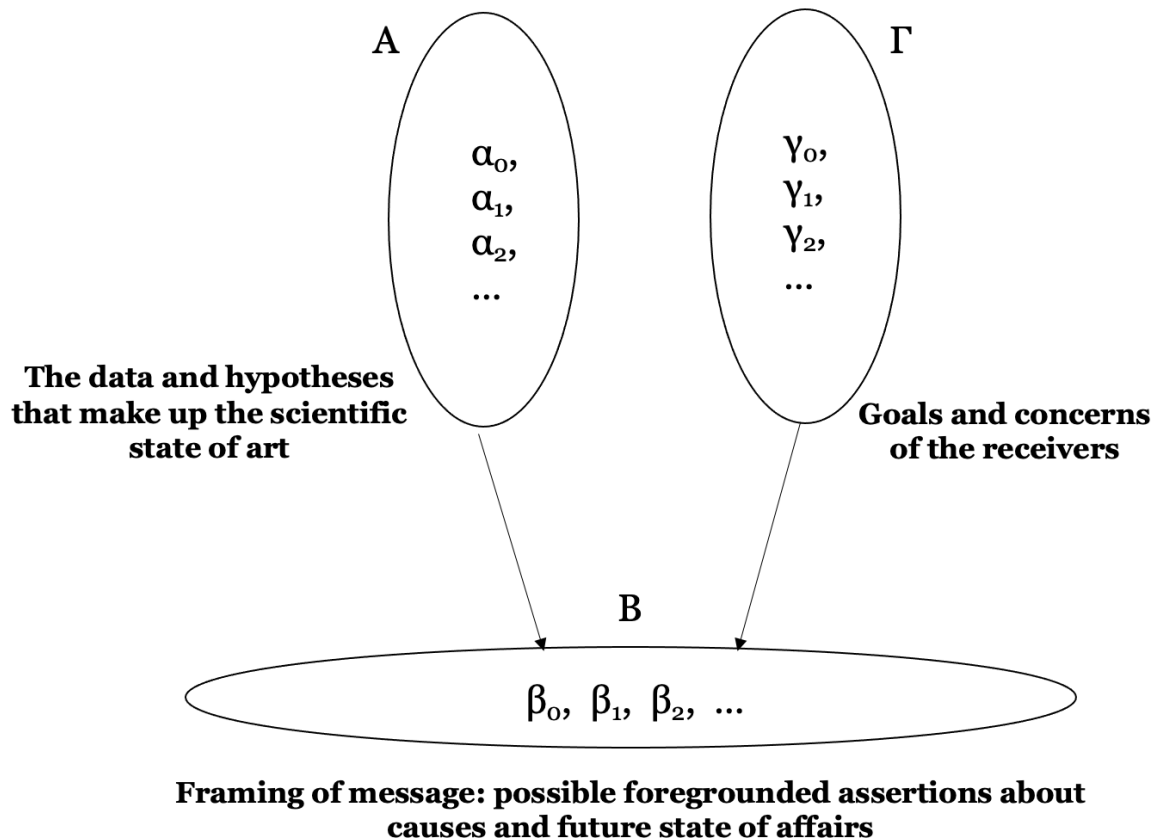 Α
Γ
α₀,
α₁,
α₂,
...
γ₀,
γ₁,
γ₂,
...
The data and hypotheses
that make up the scientific
state of art
Goals and concerns
of the receivers
Β
β₀, β₁, β₂, ...
Framing of message: possible foregrounded assertions about
causes and future state of affairs